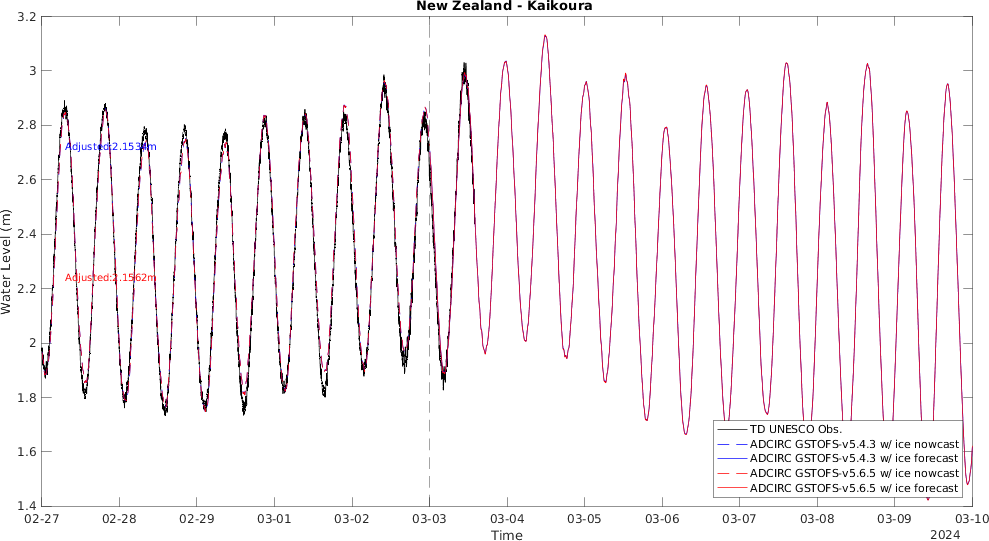 New Zealand - Kaikoura
3.2
3
2.8
2.6
2.4
2.2
2
1.8
1.6
1.4
Water Level (m)
Adjusted:2.1534m
Adjusted:2.1562m
TD UNESCO Obs.
ADCIRC GSTOFS-v5.4.3 w/ ice nowcast
ADCIRC GSTOFS-v5.4.3 w/ ice forecast
ADCIRC GSTOFS-v5.6.5 w/ ice nowcast
ADCIRC GSTOFS-v5.6.5 w/ ice forecast
02-27 02-28 02-29 03-01 03-02 03-03 03-04 03-05 03-06 03-07 03-08 03-09 03-10
Time
2024